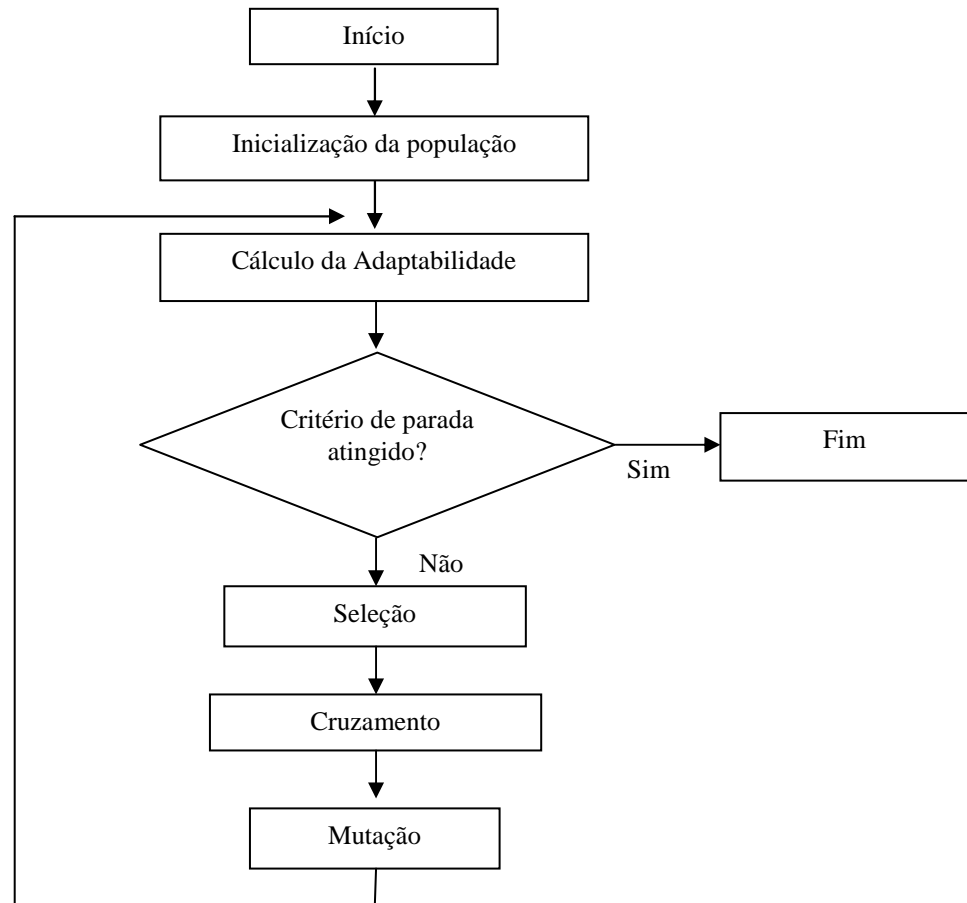 Início
Inicialização da população
Cálculo da Adaptabilidade
Critério de parada
atingido?
Fim
Sim
Não
Seleção
Cruzamento
Mutação